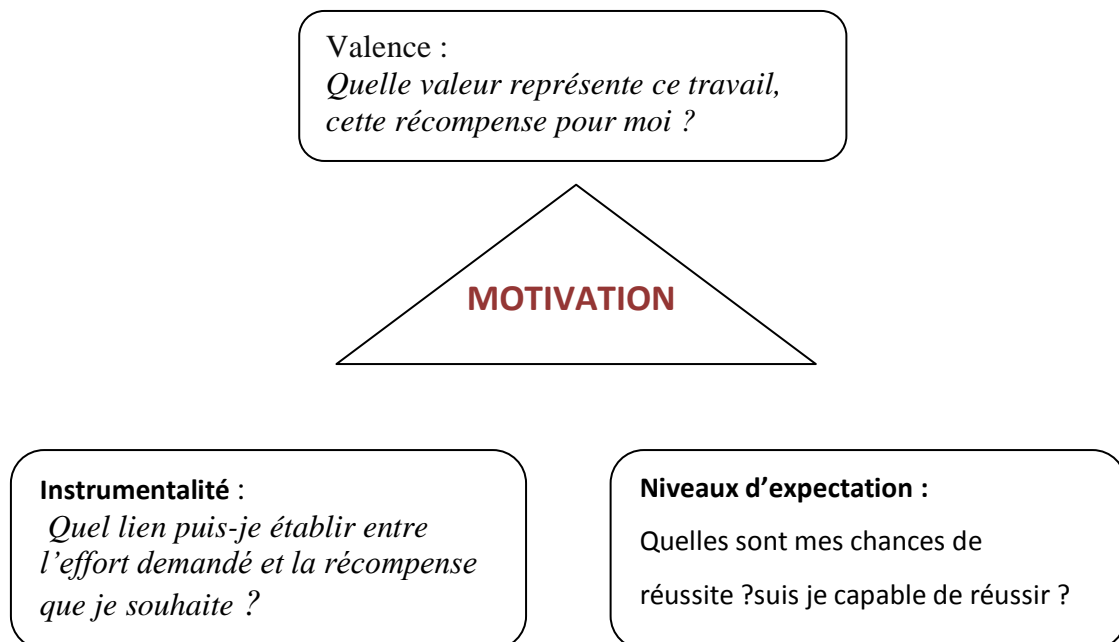 Valence :
Quelle valeur représente ce travail,
cette récompense pour moi ?
MOTIVATION
Instrumentalité :
Quel lien puis-je établir entre
l’effort demandé et la récompense
que je souhaite ?
Niveaux d’expectation :
Quelles sont mes chances de
réussite ?suis je capable de réussir ?